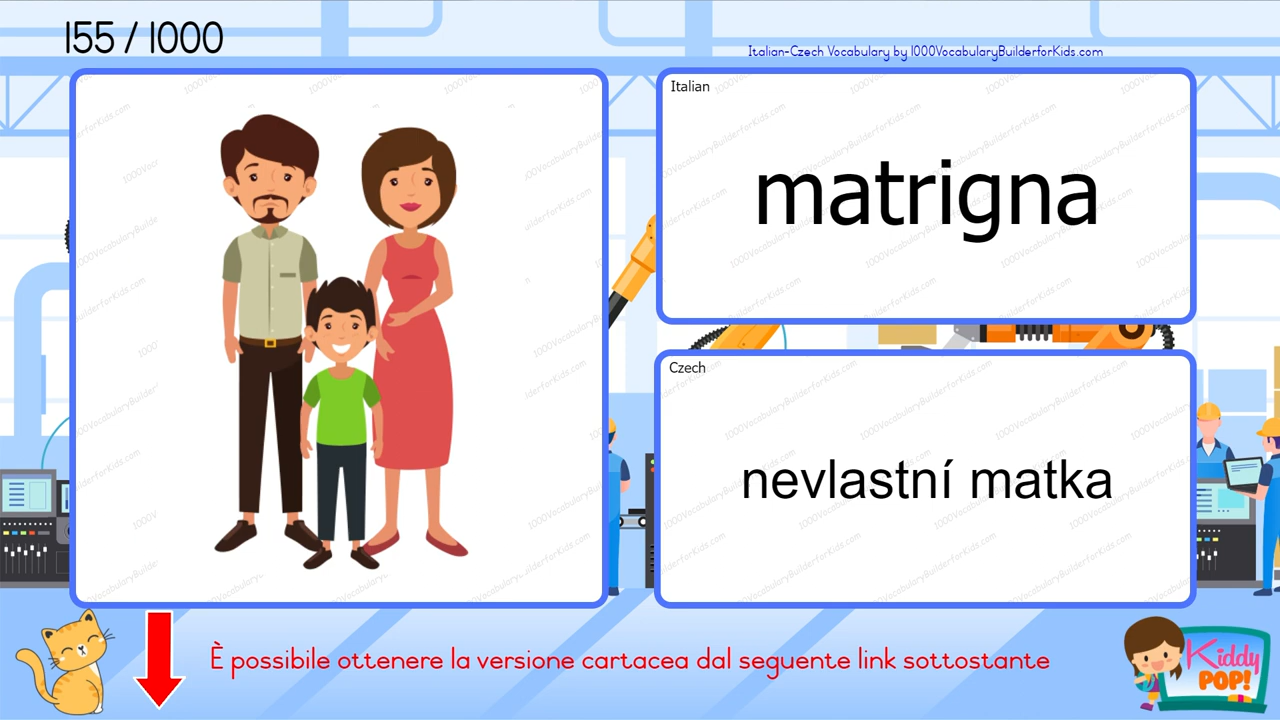 155 / 1000
Italian-Czech Vocabulary by 1000VocabularyBuilderforKids.com
Italian
matrigna
Czech
nevlastní matka
È possibile ottenere la versione cartacea dal seguente link sottostante
Kiddy
POP!